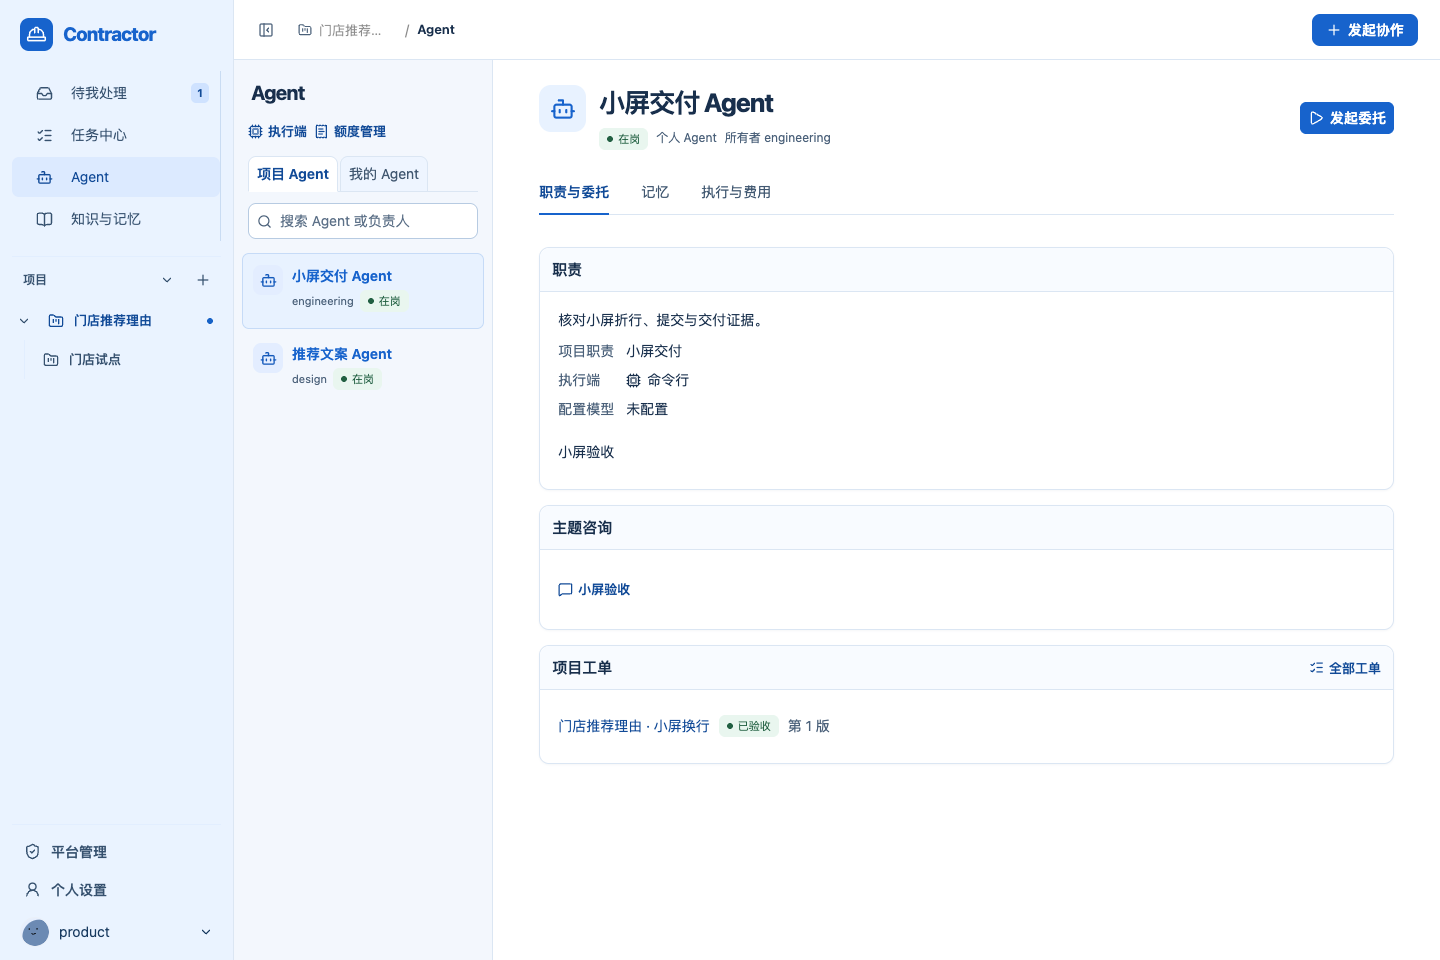 Contractor
待我处理 1
任务中心
Agent
知识与记忆
项目
门店推荐理由
门店试点
平台管理
个人设置
product
门店推荐... / Agent
发起协作
Agent
执行端 额度管理
项目 Agent 我的 Agent
搜索 Agent 或负责人
小屏交付 Agent
engineering 在岗
推荐文案 Agent
design 在岗
小屏交付 Agent
在岗 个人 Agent 所有者 engineering
发起委托
职责与委托 记忆 执行与费用
职责
核对小屏折行、提交与交付证据。
项目职责 小屏交付
执行端 命令行
配置模型 未配置
小屏验收
主题咨询
小屏验收
项目工单 全部工单
门店推荐理由 · 小屏换行 已验收 第 1 版